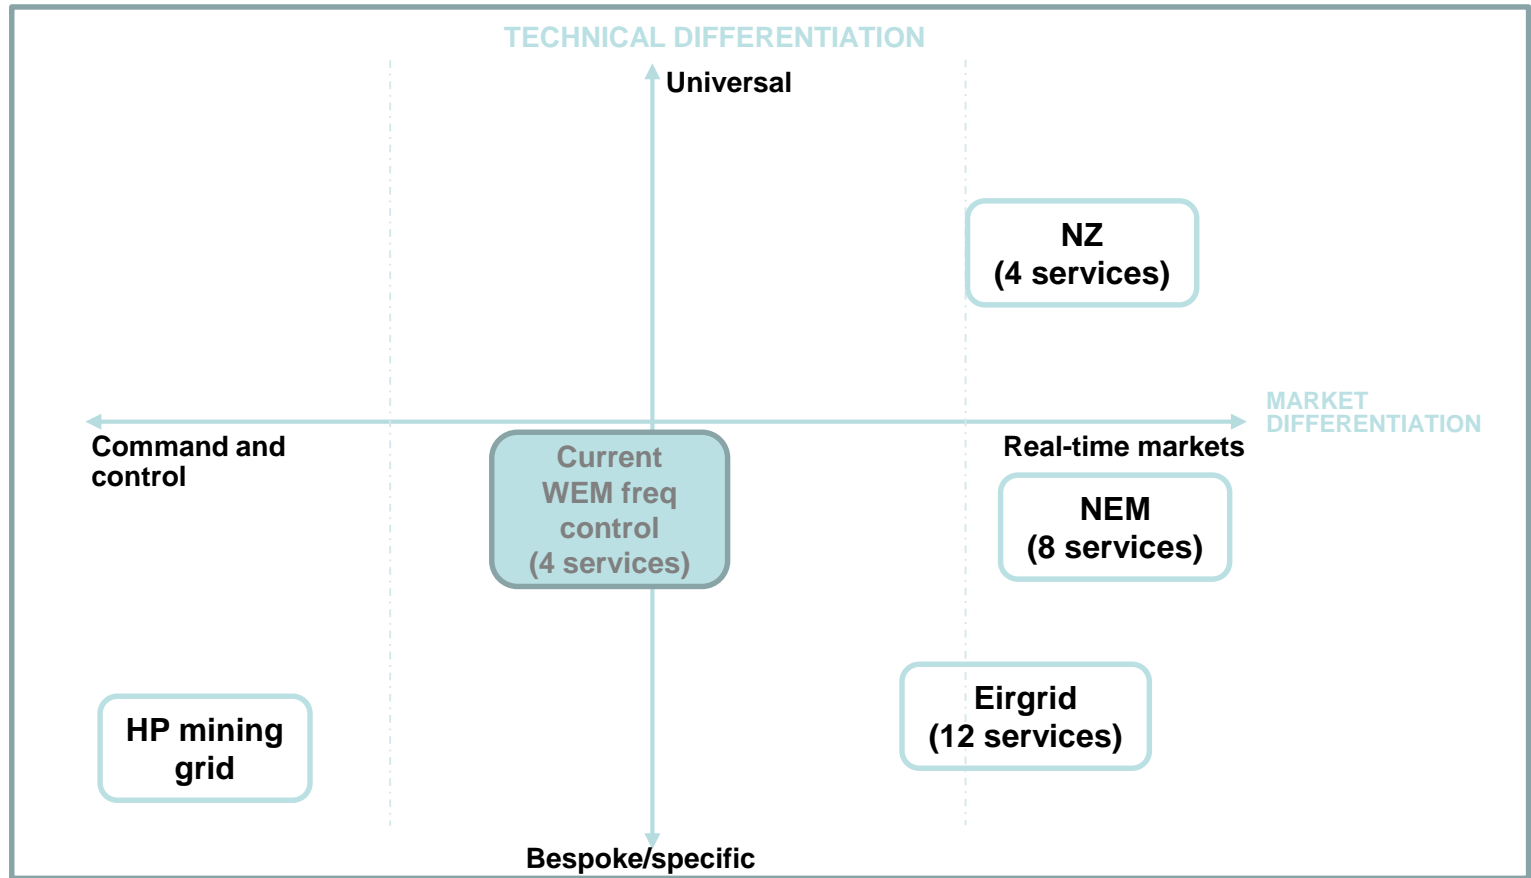 TECHNICAL DIFFERENTIATION
Universal
NZ
(4 services)
MARKET
DIFFERENTIATION
Command and
control
Real-time markets
Current
WEM freq
control
(4 services)
NEM
(8 services)
Eirgrid
(12 services)
HP mining
grid
Bespoke/specific